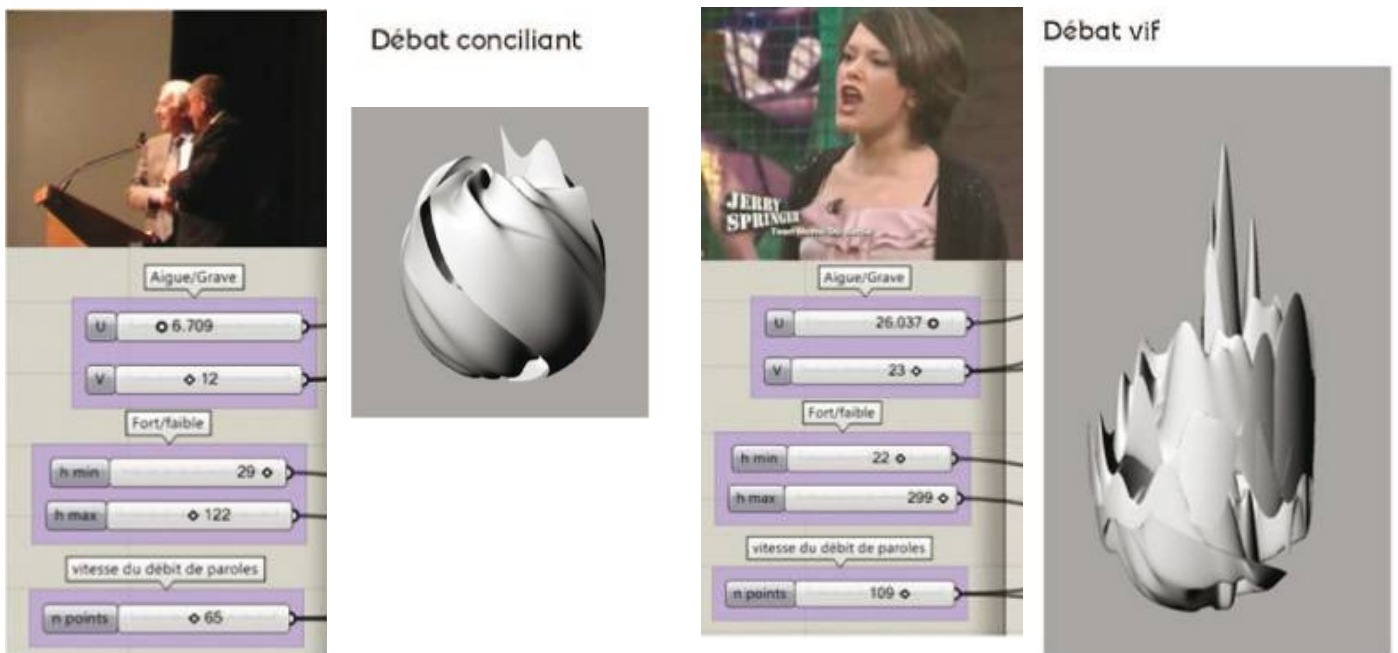 Débat conciliant
Aigue/Grave
U 6.709
V 12
Fort/faible
h min 29
h max 122
vitesse du débit de paroles
n points 65
Débat vif
JERRY
SPRINGER
Aigue/Grave
U 26.037
V 23
Fort/faible
h min 22
h max 299
vitesse du débit de paroles
n points 109